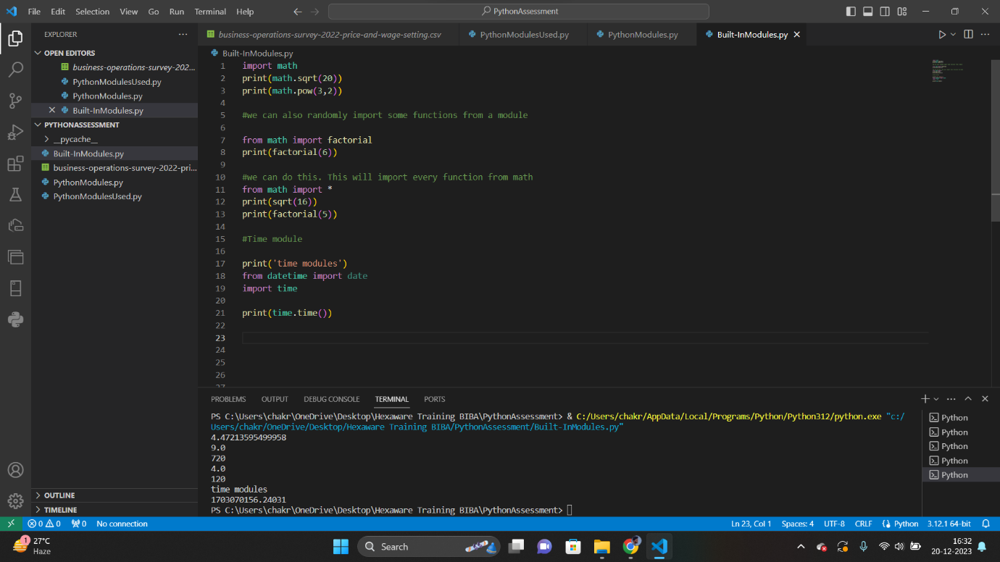 File Edit Selection View Go Run Terminal Help
PythonAssessment
EXPLORER
OPEN EDITORS
business-operations-survey-202...
PythonModulesUsed.py
PythonModules.py
Built-InModules.py
PYTHONASSESSMENT
__pycache__
Built-InModules.py
business-operations-survey-2022-pri...
PythonModules.py
PythonModulesUsed.py
OUTLINE
TIMELINE
business-operations-survey-2022-price-and-wage-setting.csv PythonModulesUsed.py PythonModules.py Built-InModules.py
Built-InModules.py
1 import math
2 print(math.sqrt(20))
3 print(math.pow(3,2))
4
5 #we can also randomly import some functions from a module
6
7 from math import factorial
8 print(factorial(6))
9
10 #we can do this. This will import every function from math
11 from math import *
12 print(sqrt(16))
13 print(factorial(5))
14
15 #Time module
16
17 print('time modules')
18 from datetime import date
19 import time
20
21 print(time.time())
22
23
24
25
26
27
PROBLEMS OUTPUT DEBUG CONSOLE TERMINAL PORTS
PS C:\Users\chakr\OneDrive\Desktop\Hexaware Training BIBA\PythonAssessment> & C:/Users/chakr/AppData/Local/Programs/Python/Python312/python.exe "c:/
Users/chakr/OneDrive/Desktop/Hexaware Training BIBA/PythonAssessment/Built-InModules.py"
4.47213595499958
9.0
720
4.0
120
time modules
1703070156.24031
PS C:\Users\chakr\OneDrive\Desktop\Hexaware Training BIBA\PythonAssessment>
Python
Python
Python
Python
Python
0 0 0 No connection Ln 23, Col 1 Spaces: 4 UTF-8 CRLF Python 3.12.1 64-bit
1
27°C
Haze
Search
16:32
20-12-2023